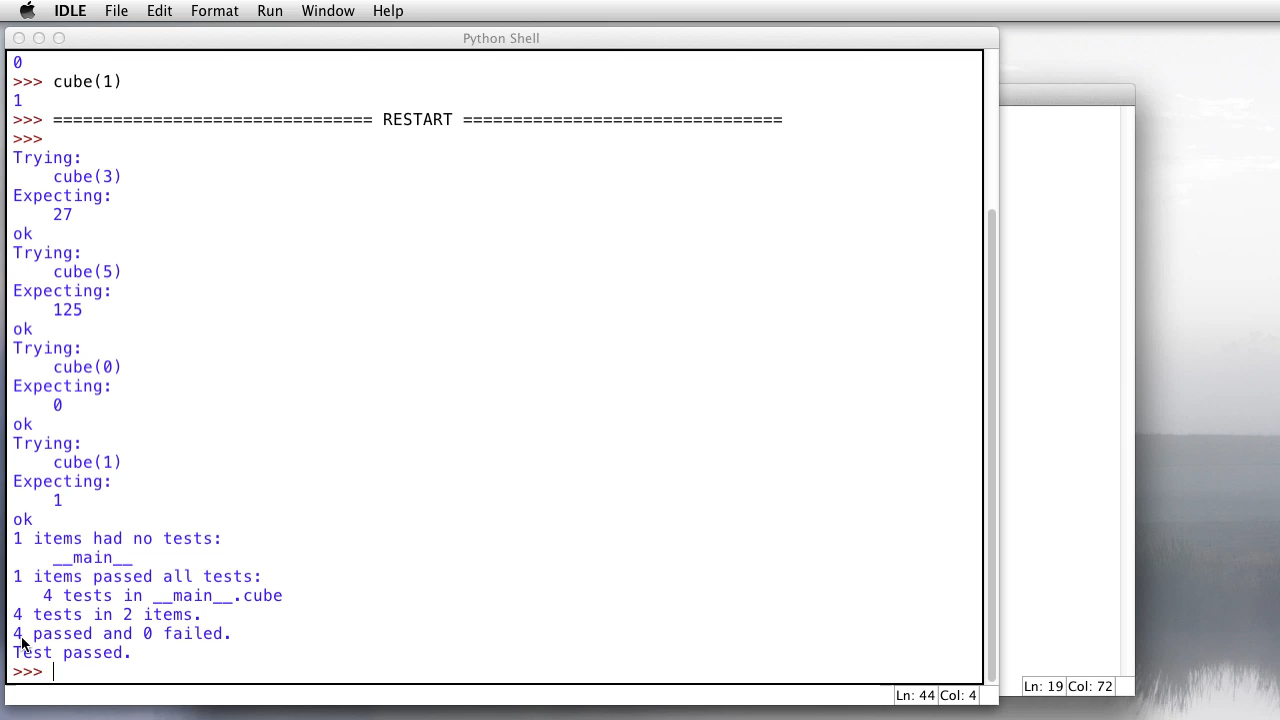 IDLE File Edit Format Run Window Help
Python Shell
0
>>> cube(1)
1
>>> ================================ RESTART ================================
>>>
Trying:
    cube(3)
Expecting:
    27
ok
Trying:
    cube(5)
Expecting:
    125
ok
Trying:
    cube(0)
Expecting:
    0
ok
Trying:
    cube(1)
Expecting:
    1
ok
1 items had no tests:
    __main__
1 items passed all tests:
   4 tests in __main__.cube
4 tests in 2 items.
4 passed and 0 failed.
Test passed.
>>>
Ln: 44 Col: 4
Ln: 19 Col: 72